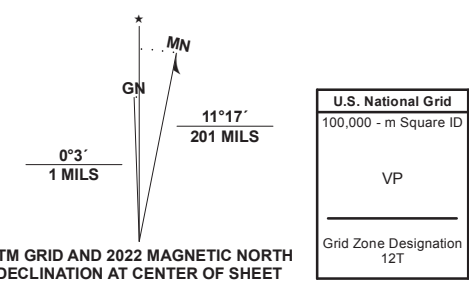 MN
GN
11°17´
201 MILS
0°3´
1 MILS
TM GRID AND 2022 MAGNETIC NORTH
DECLINATION AT CENTER OF SHEET
U.S. National Grid
100,000 - m Square ID
VP
Grid Zone Designation
12T